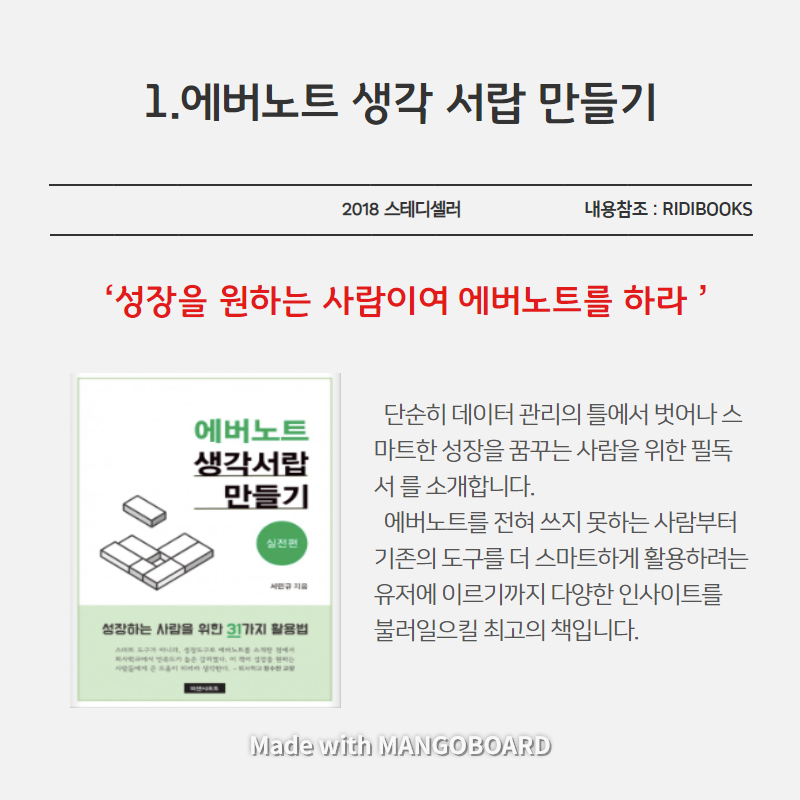 1.에버노트 생각 서랍 만들기
2018 스테디셀러
내용참조 : RIDIBOOKS
‘성장을 원하는 사람이여 에버노트를 하라 ’
에버노트
생각서랍
만들기
실전편
서민규 지음
성장하는 사람을 위한 31가지 활용법
단순히 데이터 관리의 틀에서 벗어나 스
마트한 성장을 꿈꾸는 사람을 위한 필독
서 를 소개합니다.
에버노트를 전혀 쓰지 못하는 사람부터
기존의 도구를 더 스마트하게 활용하려는
유저에 이르기까지 다양한 인사이트를
불러일으킬 최고의 책입니다.
Made with MANGOBOARD